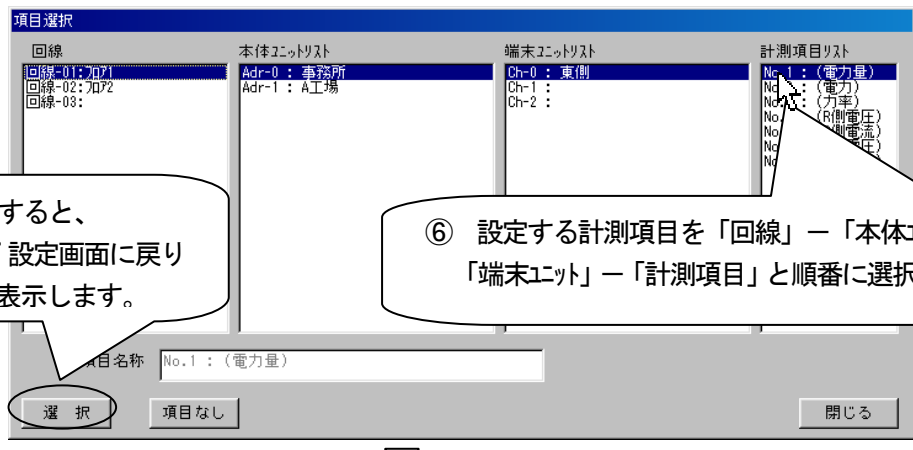 項目選択
回線
本体ﾕﾆｯﾄﾘｽﾄ
端末ﾕﾆｯﾄﾘｽﾄ
計測項目ﾘｽﾄ
回線-01:ﾌﾛｱ1
回線-02:ﾌﾛｱ2
回線-03:
Adr-0 : 事務所
Adr-1 : A工場
Ch-0 : 東側
Ch-1 :
Ch-2 :
No.1 : (電力量)
(電力)
(力率)
(R側電圧)
側電流)
圧)
すると、
設定画面に戻り
表示します。
⑥ 設定する計測項目を「回線」－「本体ﾕ
「端末ﾕﾆｯﾄ」－「計測項目」と順番に選択
項目名称
No.1 : (電力量)
選 択
項目なし
閉じる